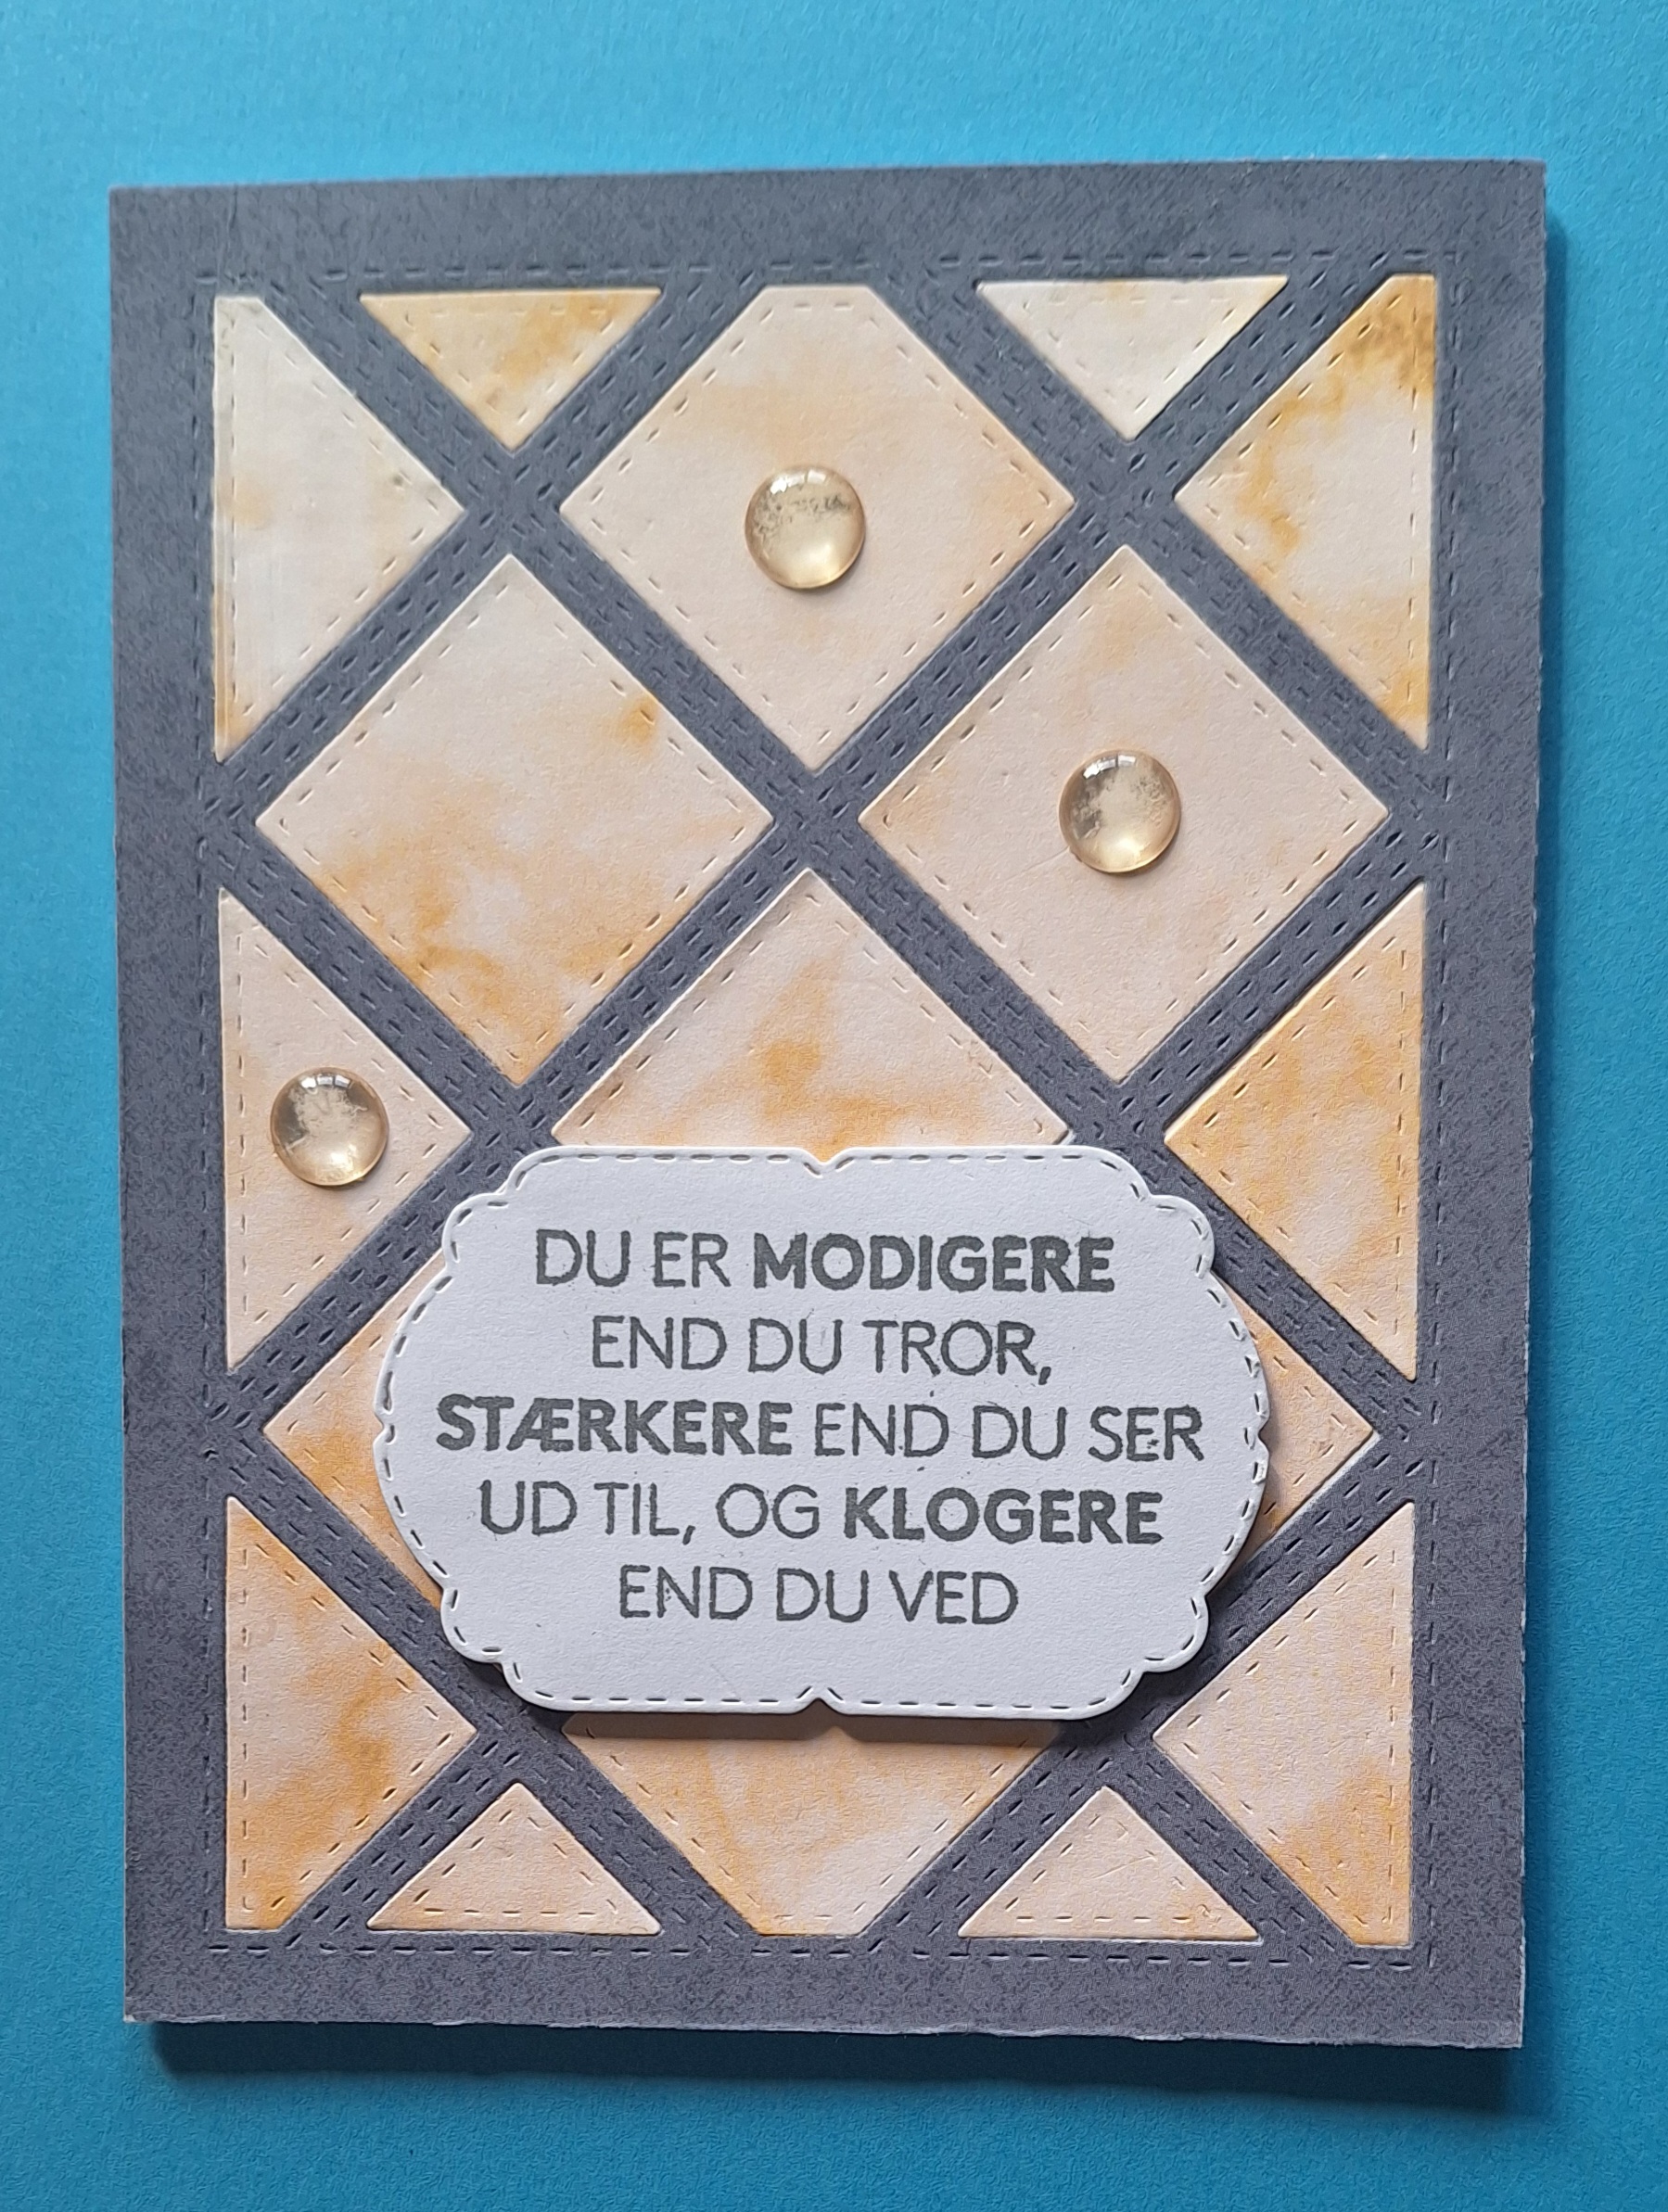 DU ER MODIGERE
END DU TROR,
STÆRKERE END DU SER
UD TIL, OG KLOGERE
END DU VED